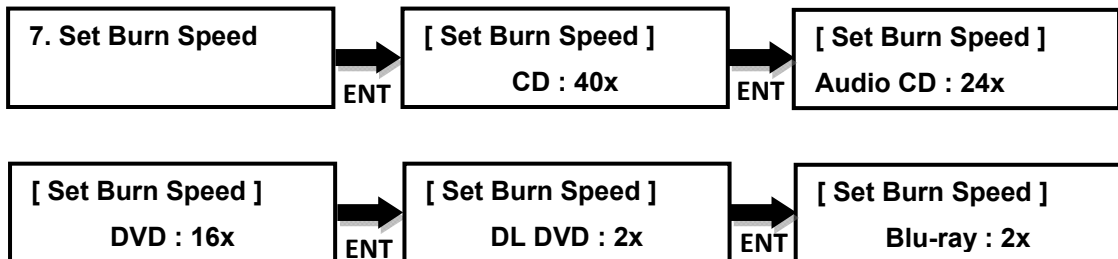 7. Set Burn Speed
ENT
[ Set Burn Speed ]
CD : 40x
ENT
[ Set Burn Speed ]
Audio CD : 24x
[ Set Burn Speed ]
DVD : 16x
ENT
[ Set Burn Speed ]
DL DVD : 2x
ENT
[ Set Burn Speed ]
Blu-ray : 2x